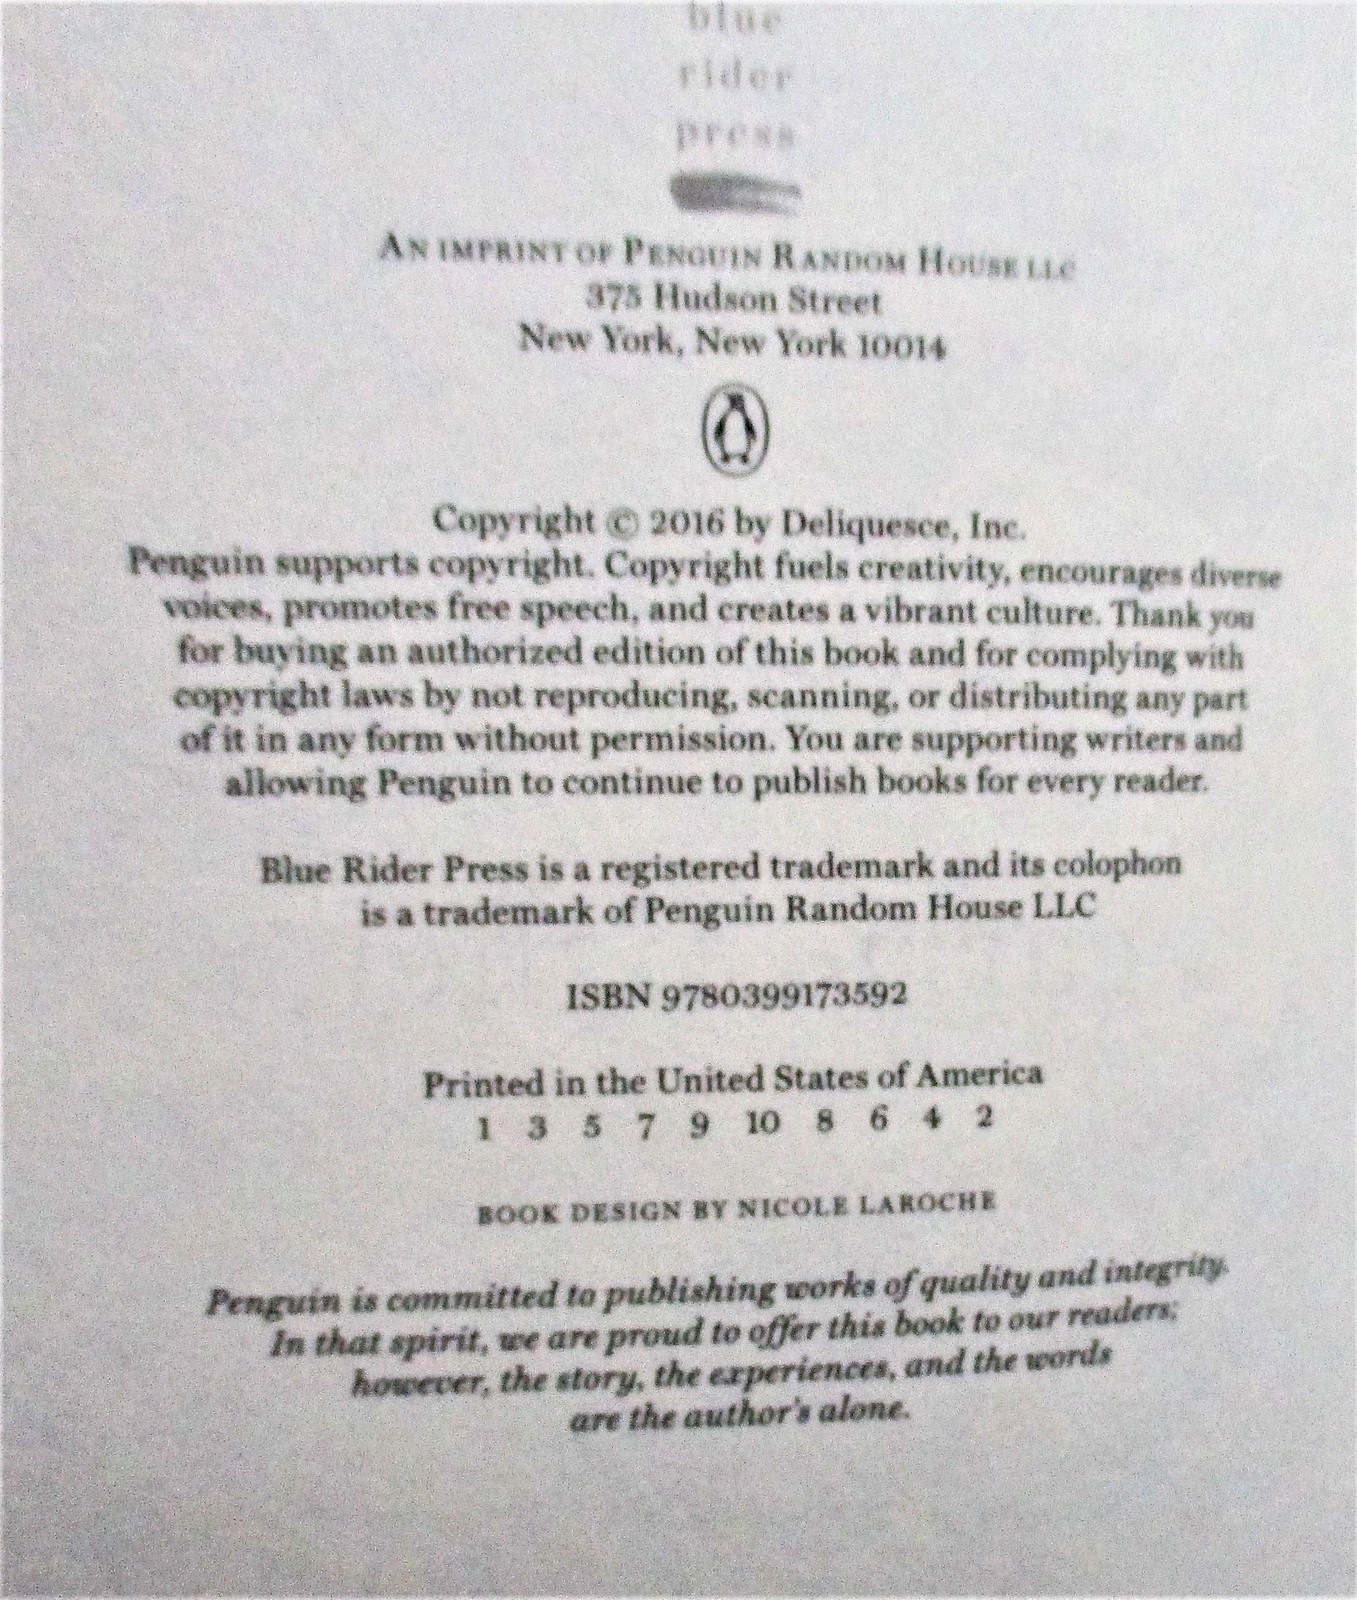 blue
rider
press
AN IMPRINT OF PENGUIN RANDOM HOUSE LLC
375 Hudson Street
New York, New York 10014
Copyright © 2016 by Deliquesce, Inc.
Penguin supports copyright. Copyright fuels creativity, encourages diverse
voices, promotes free speech, and creates a vibrant culture. Thank you
for buying an authorized edition of this book and for complying with
copyright laws by not reproducing, scanning, or distributing any part
of it in any form without permission. You are supporting writers and
allowing Penguin to continue to publish books for every reader.
Blue Rider Press is a registered trademark and its colophon
is a trademark of Penguin Random House LLC
ISBN 9780399173592
Printed in the United States of America
1 3 5 7 9 10 8 6 4 2
BOOK DESIGN BY NICOLE LAROCHE
Penguin is committed to publishing works of quality and integrity.
In that spirit, we are proud to offer this book to our readers;
however, the story, the experiences, and the words
are the author's alone.